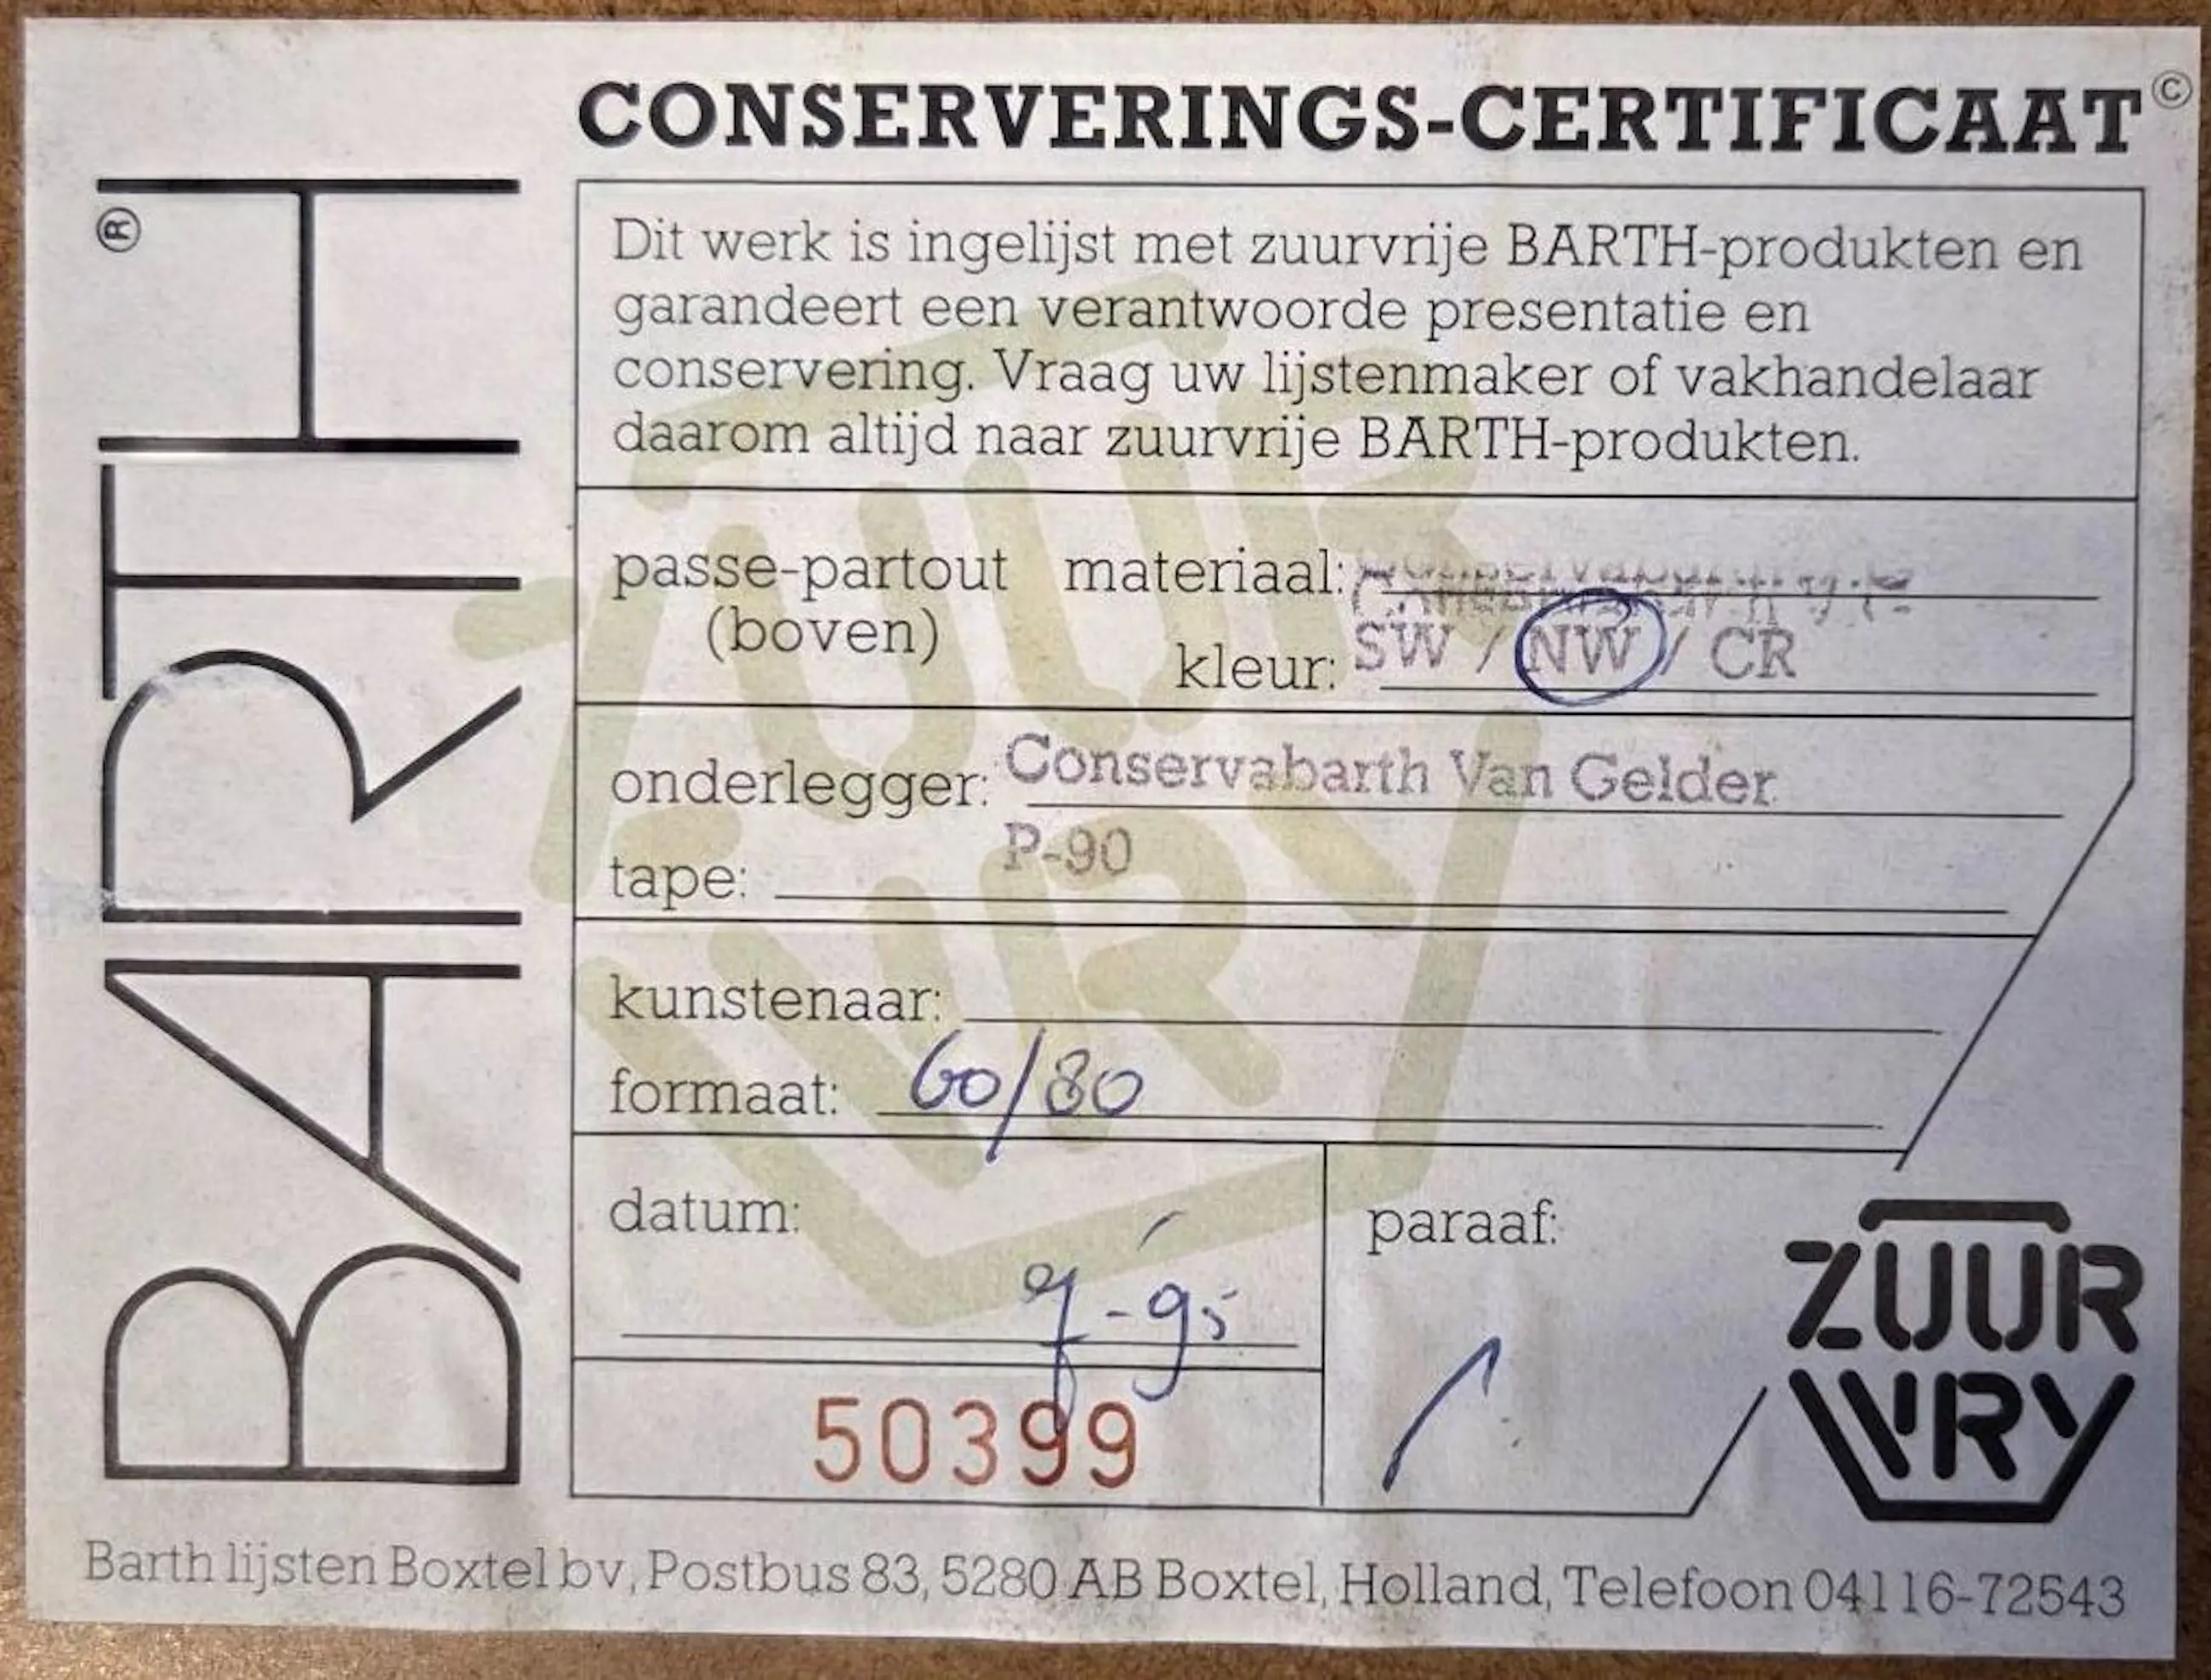 CONSERVERINGS-CERTIFICAAT©
BARTH®
Dit werk is ingelijst met zuurvrije BARTH-produkten en
garandeert een verantwoorde presentatie en
conservering. Vraag uw lijstenmaker of vakhandelaar
daarom altijd naar zuurvrije BARTH-produkten.
passe-partout materiaal:
(boven)
kleur: SW / NW / CR
onderlegger: Conservabarth Van Gelder
tape: P-90
kunstenaar:
formaat: 60/80
datum:
paraaf:
50399
ZUUR
VRY
ZUUR
VRY
Barth lijsten Boxtel bv, Postbus 83, 5280 AB Boxtel, Holland, Telefoon 04116-72543